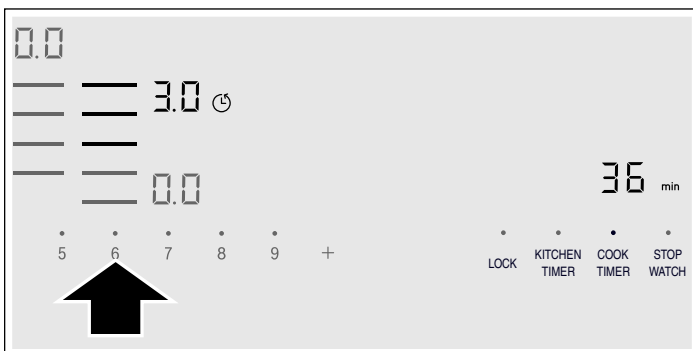 0.0
3.0
36 min
0.0
5 6 7 8 9 +
LOCK KITCHEN TIMER COOK TIMER STOP WATCH